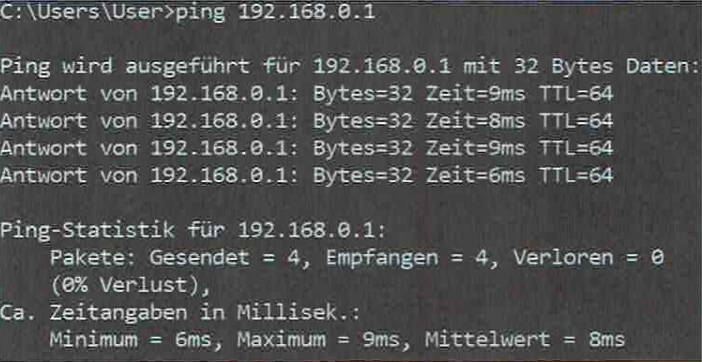 C:\Users\User>ping 192.168.0.1
Ping wird ausgeführt für 192.168.0.1 mit 32 Bytes Daten:
Antwort von 192.168.0.1: Bytes=32 Zeit=9ms TTL=64
Antwort von 192.168.0.1: Bytes=32 Zeit=8ms TTL=64
Antwort von 192.168.0.1: Bytes=32 Zeit=9ms TTL=64
Antwort von 192.168.0.1: Bytes=32 Zeit=6ms TTL=64
Ping-Statistik für 192.168.0.1:
Pakete: Gesendet = 4, Empfangen = 4, Verloren = 0
(0% Verlust),
Ca. Zeitangaben in Millisek.:
Minimum = 6ms, Maximum = 9ms, Mittelwert = 8ms